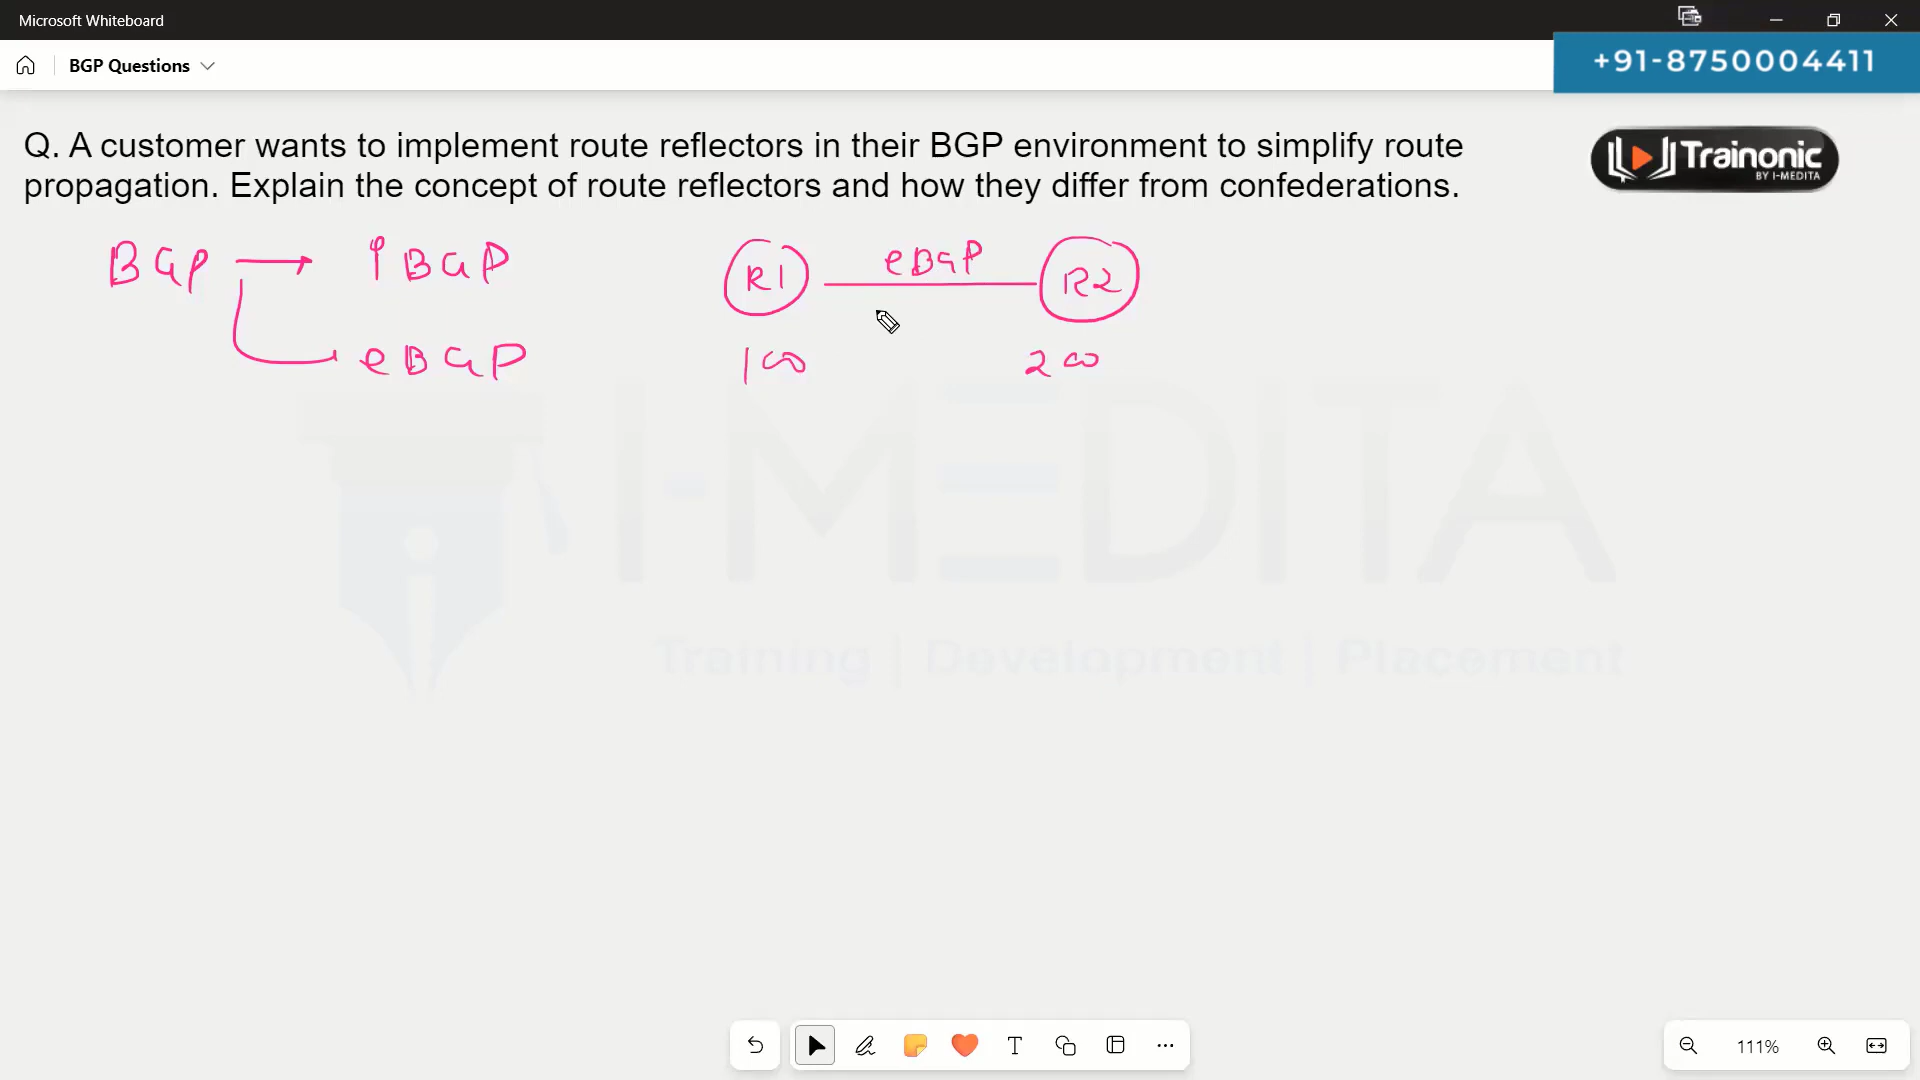 Microsoft Whiteboard
BGP Questions
+91-8750004411
Q. A customer wants to implement route reflectors in their BGP environment to simplify route
propagation. Explain the concept of route reflectors and how they differ from confederations.
Trainonic
BY I-MEDITA
BGP → iBGP
eBGP
R1 eBGP R2
100 200
I-MEDITA
Training | Development | Placement
111%